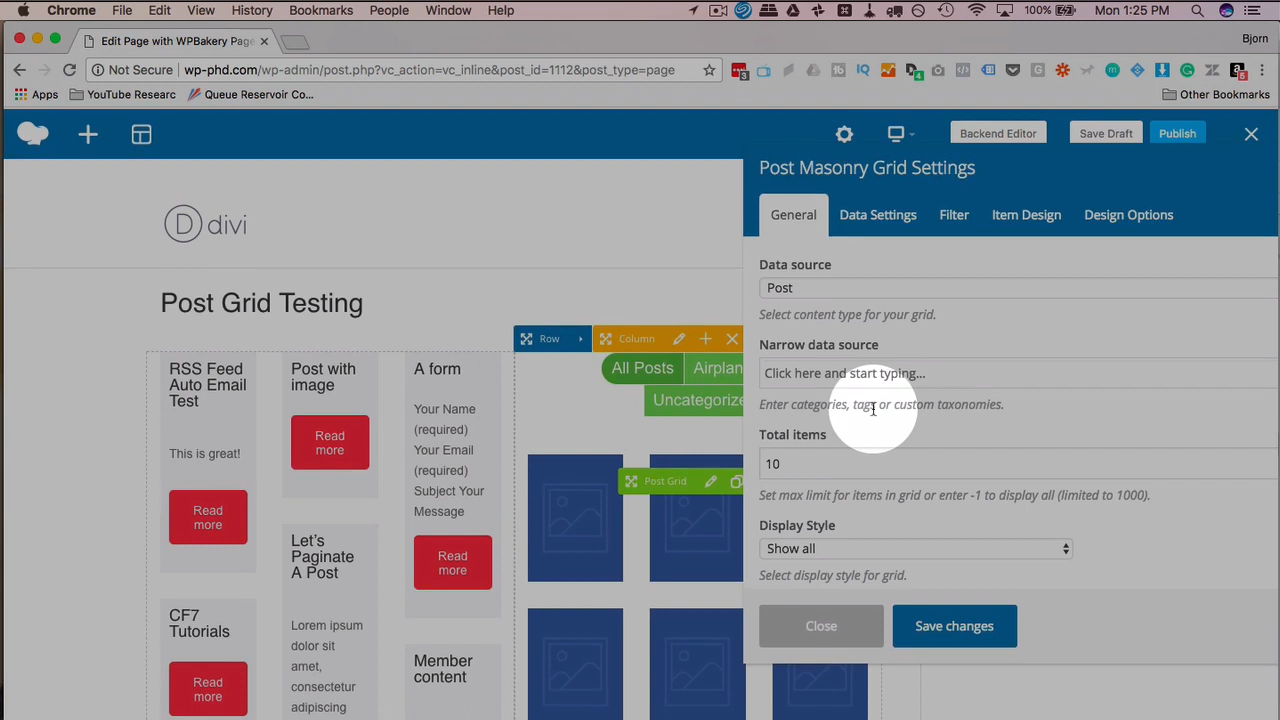 Chrome File Edit View History Bookmarks People Window Help 100% Mon 1:25 PM
Edit Page with WPBakery Page
Bjorn
Not Secure wp-phd.com/wp-admin/post.php?vc_action=vc_inline&post_id=1112&post_type=page
Apps YouTube Researc Queue Reservoir Co... Other Bookmarks
Backend Editor Save Draft Publish
Post Masonry Grid Settings
General Data Settings Filter Item Design Design Options
D divi
Data source
Post
Select content type for your grid.
Narrow data source
Click here and start typing...
Enter categories, tags or custom taxonomies.
Total items
10
Set max limit for items in grid or enter -1 to display all (limited to 1000).
Display Style
Show all
Select display style for grid.
Close Save changes
Post Grid Testing
Row Column
RSS Feed
Auto Email
Test
This is great!
Read
more
CF7
Tutorials
Read
more
Post with
image
Read
more
Let's
Paginate
A Post
Lorem ipsum
dolor sit
amet,
consectetur
adipiscing
A form
Your Name
(required)
Your Email
(required)
Subject Your
Message
Read
more
Member
content
All Posts Airplan
Uncategorize
Post Grid